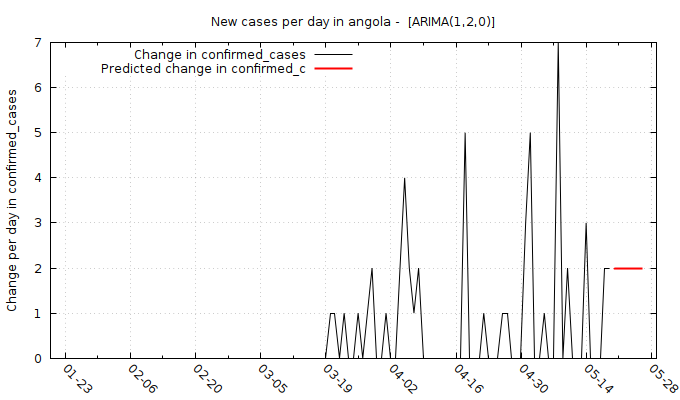 New cases per day in angola -  [ARIMA(1,2,0)]
Change in confirmed_cases
Predicted change in confirmed_c
Change per day in confirmed_cases
7
6
5
4
3
2
1
0
01-23 02-06 02-20 03-05 03-19 04-02 04-16 04-30 05-14 05-28